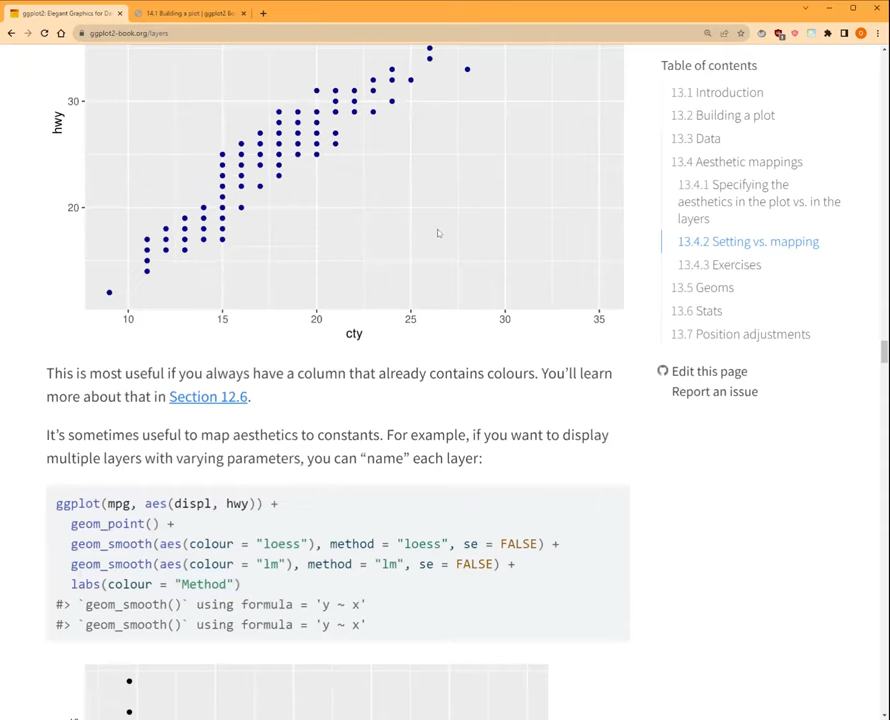 ggplot2: Elegant Graphics for Da
14.1 Building a plot | ggplot2 Bo
ggplot2-book.org/layers
hwy
30
20
10
15
20
25
30
35
cty
This is most useful if you always have a column that already contains colours. You'll learn
more about that in Section 12.6.
It's sometimes useful to map aesthetics to constants. For example, if you want to display
multiple layers with varying parameters, you can “name” each layer:
ggplot(mpg, aes(displ, hwy)) +
  geom_point() +
  geom_smooth(aes(colour = "loess"), method = "loess", se = FALSE) +
  geom_smooth(aes(colour = "lm"), method = "lm", se = FALSE) +
  labs(colour = "Method")
#> `geom_smooth()` using formula = 'y ~ x'
#> `geom_smooth()` using formula = 'y ~ x'
Table of contents
13.1 Introduction
13.2 Building a plot
13.3 Data
13.4 Aesthetic mappings
13.4.1 Specifying the
aesthetics in the plot vs. in the
layers
13.4.2 Setting vs. mapping
13.4.3 Exercises
13.5 Geoms
13.6 Stats
13.7 Position adjustments
Edit this page
Report an issue